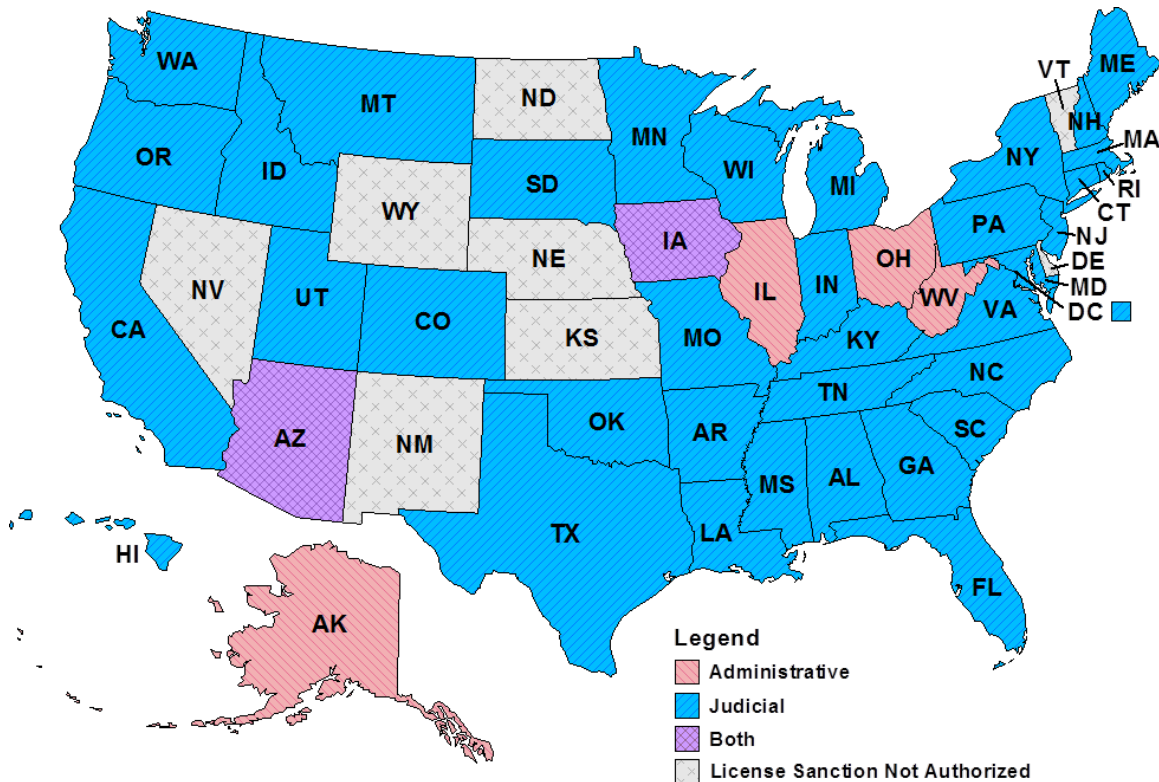 WA
MT
ND
MN
VT
ME
NH
OR
ID
SD
WI
MI
NY
MA
WY
RI
CT
PA
NJ
IA
NE
OH
DE
NV
UT
IL
IN
MD
WV
DC
CA
CO
VA
KS
MO
KY
NC
TN
AZ
NM
OK
AR
SC
MS
AL
GA
TX
LA
HI
FL
AK
Legend
Administrative
Judicial
Both
License Sanction Not Authorized